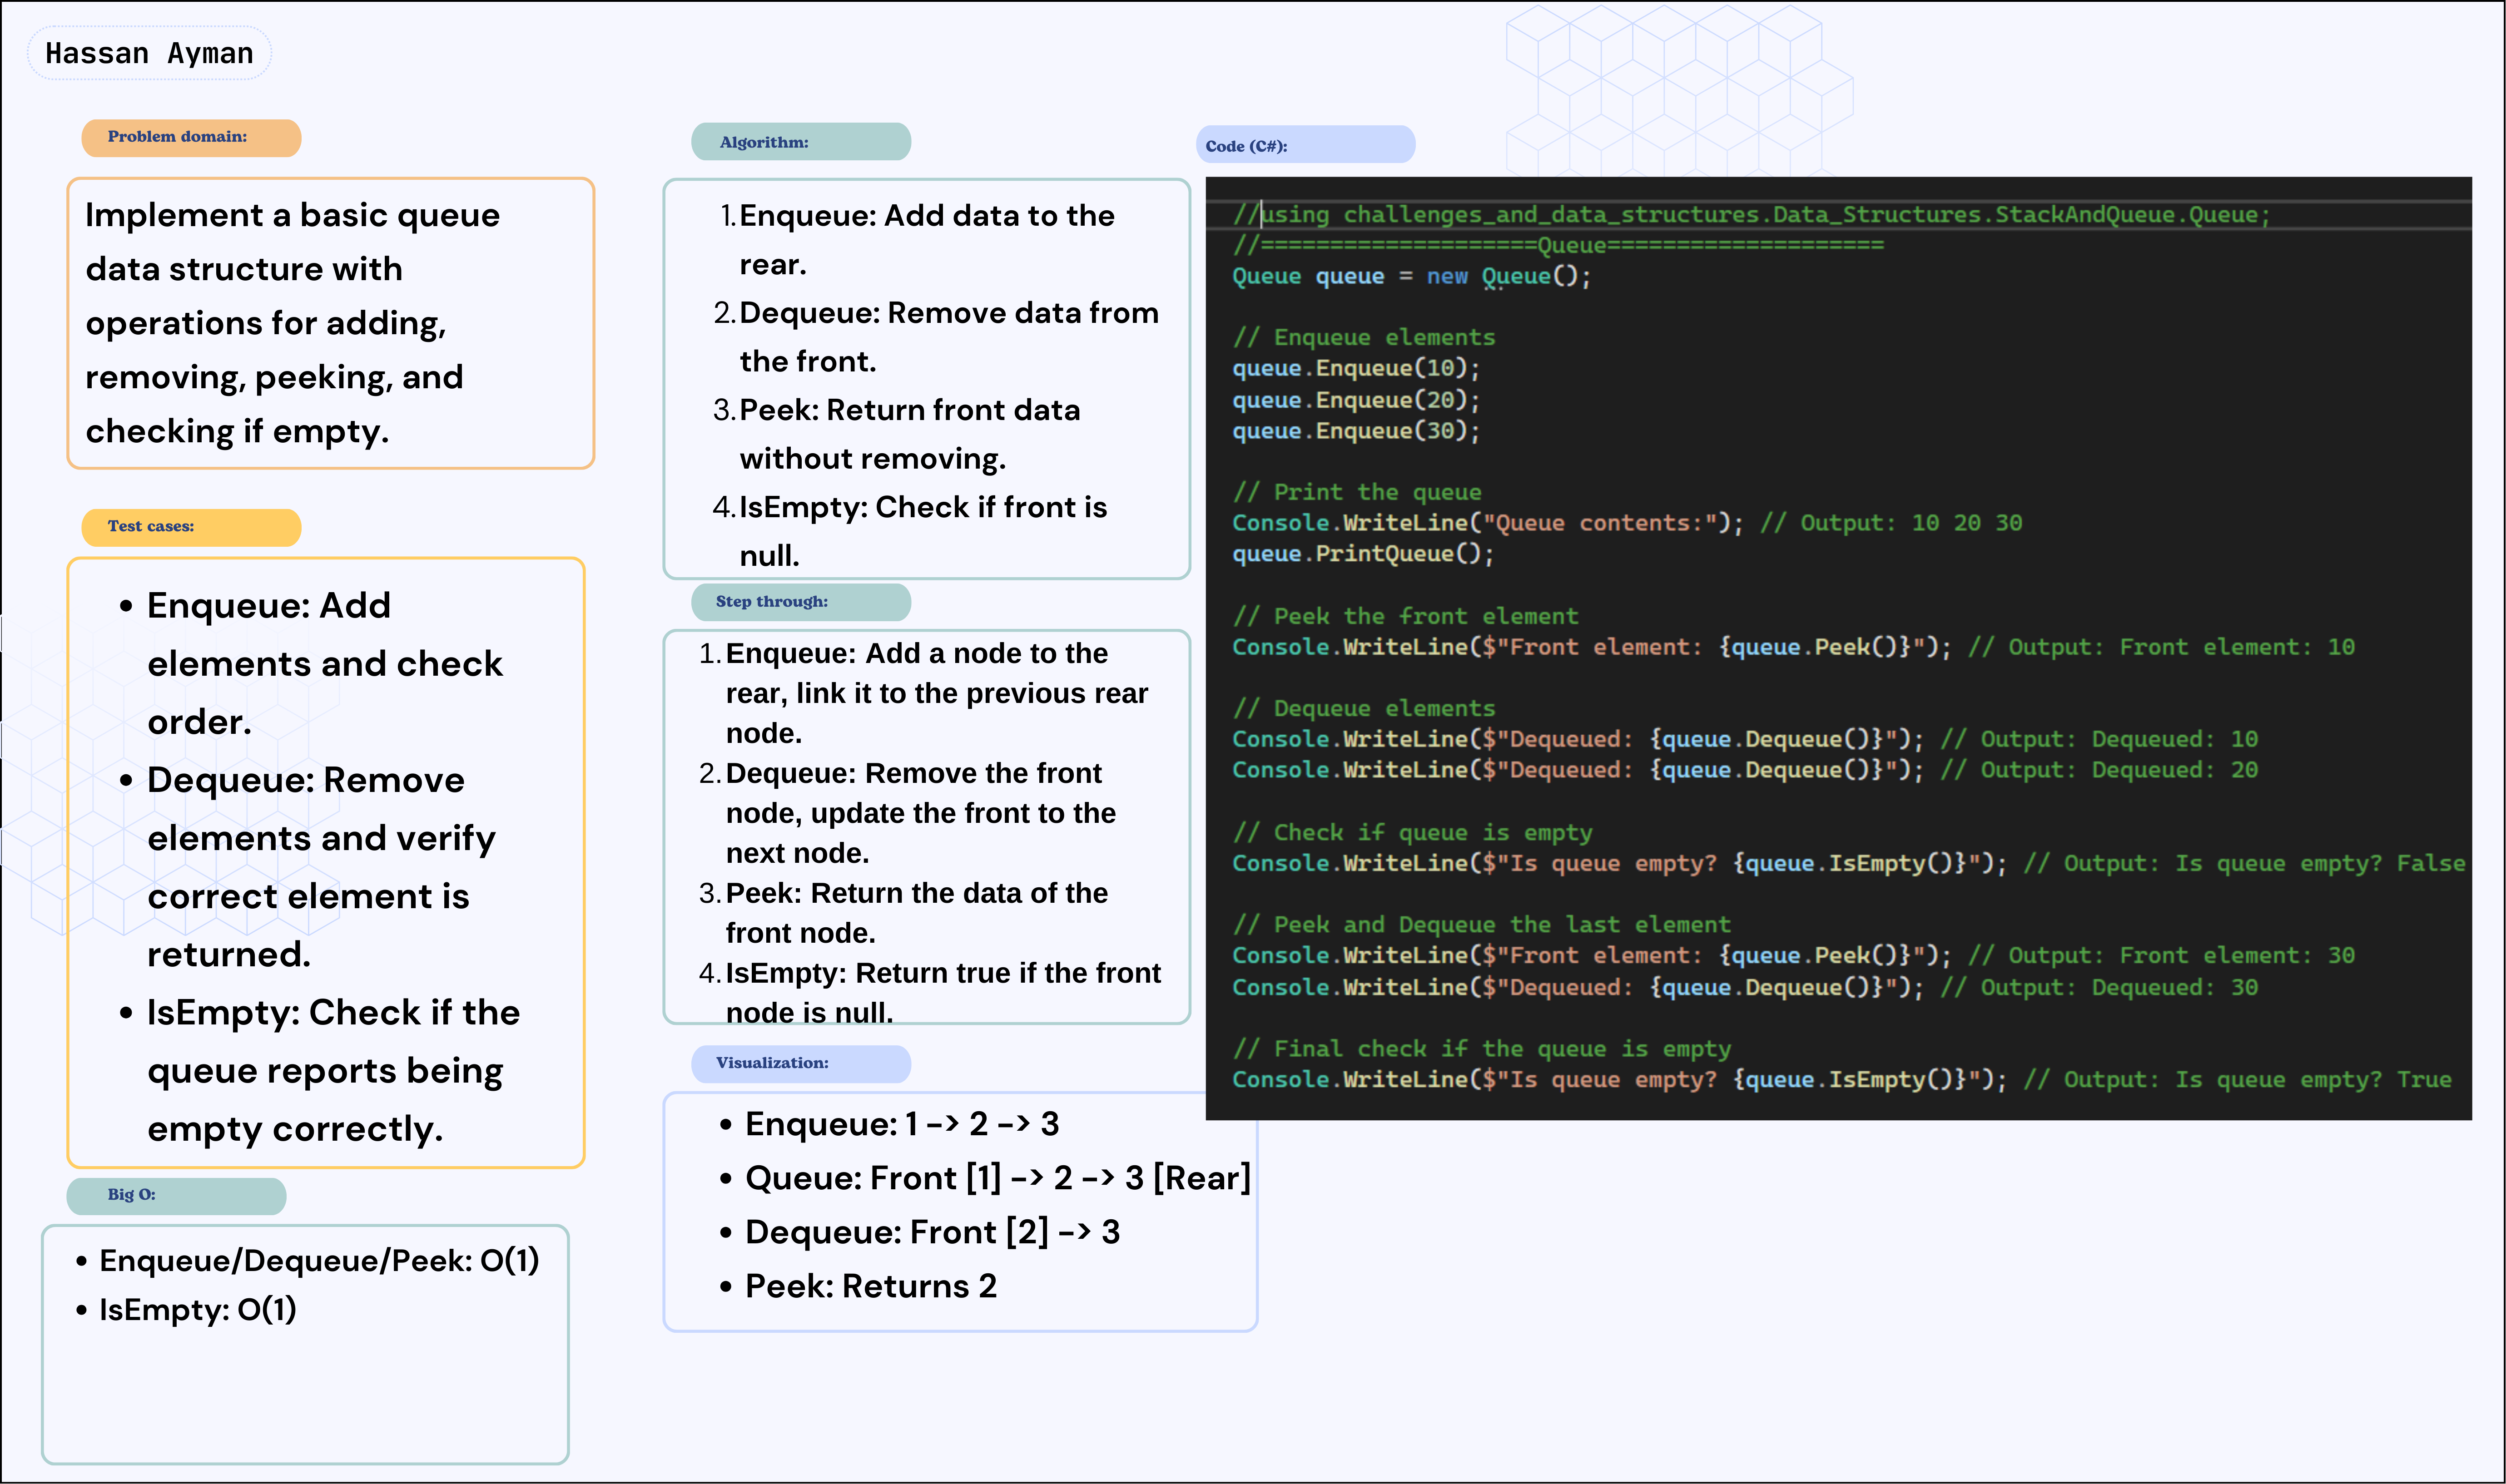 Hassan Ayman
Problem domain:
Implement a basic queue
data structure with
operations for adding,
removing, peeking, and
checking if empty.
Test cases:
• Enqueue: Add
elements and check
order.
• Dequeue: Remove
elements and verify
correct element is
returned.
• IsEmpty: Check if the
queue reports being
empty correctly.
Big O:
• Enqueue/Dequeue/Peek: O(1)
• IsEmpty: O(1)
Algorithm:
1. Enqueue: Add data to the
rear.
2. Dequeue: Remove data from
the front.
3. Peek: Return front data
without removing.
4. IsEmpty: Check if front is
null.
Step through:
1. Enqueue: Add a node to the
rear, link it to the previous rear
node.
2. Dequeue: Remove the front
node, update the front to the
next node.
3. Peek: Return the data of the
front node.
4. IsEmpty: Return true if the front
node is null.
Visualization:
• Enqueue: 1 -> 2 -> 3
• Queue: Front [1] -> 2 -> 3 [Rear]
• Dequeue: Front [2] -> 3
• Peek: Returns 2
Code (C#):
//using challenges_and_data_structures.Data_Structures.StackAndQueue.Queue;
//====================Queue====================
Queue queue = new Queue();
// Enqueue elements
queue.Enqueue(10);
queue.Enqueue(20);
queue.Enqueue(30);
// Print the queue
Console.WriteLine("Queue contents:"); // Output: 10 20 30
queue.PrintQueue();
// Peek the front element
Console.WriteLine($"Front element: {queue.Peek()}"); // Output: Front element: 10
// Dequeue elements
Console.WriteLine($"Dequeued: {queue.Dequeue()}"); // Output: Dequeued: 10
Console.WriteLine($"Dequeued: {queue.Dequeue()}"); // Output: Dequeued: 20
// Check if queue is empty
Console.WriteLine($"Is queue empty? {queue.IsEmpty()}"); // Output: Is queue empty? False
// Peek and Dequeue the last element
Console.WriteLine($"Front element: {queue.Peek()}"); // Output: Front element: 30
Console.WriteLine($"Dequeued: {queue.Dequeue()}"); // Output: Dequeued: 30
// Final check if the queue is empty
Console.WriteLine($"Is queue empty? {queue.IsEmpty()}"); // Output: Is queue empty? True